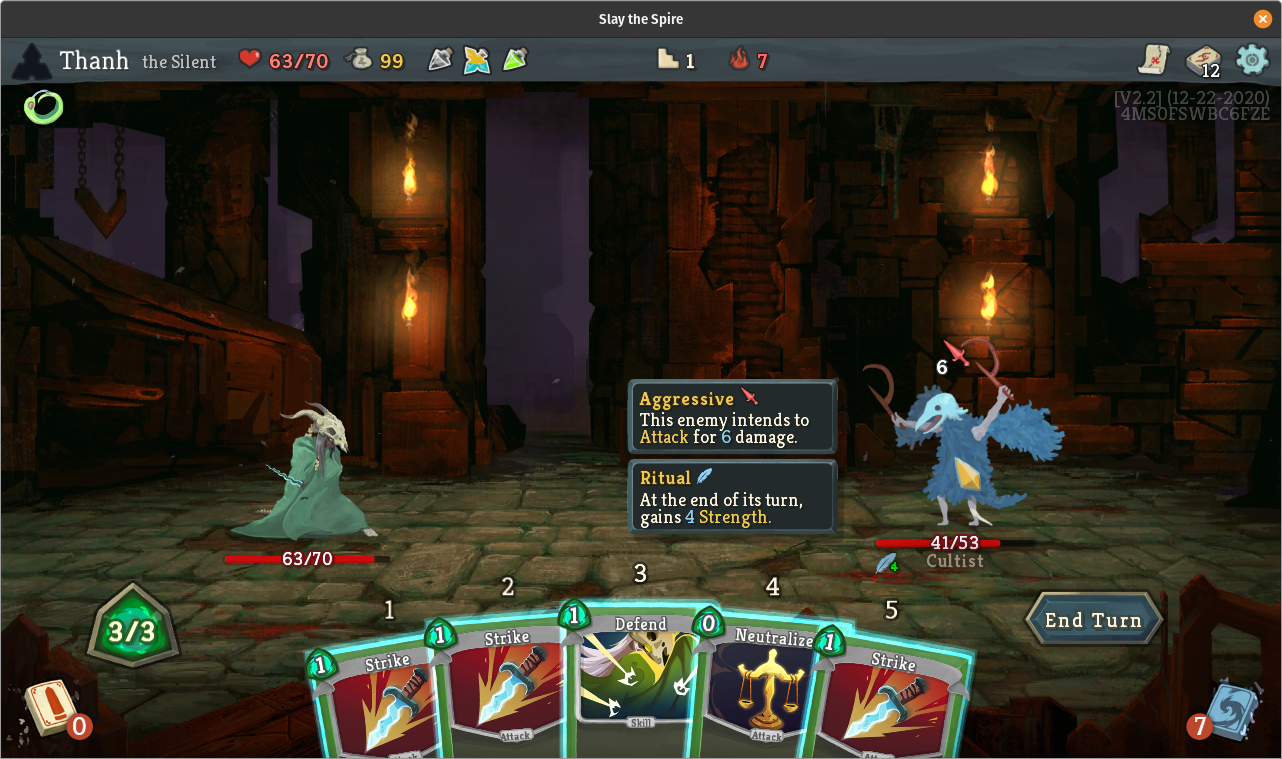 Slay the Spire
Thanh the Silent 63/70 99 1 7 12
[V2.2] (12-22-2020)
4MS0FSWBC6FZE
6
Aggressive
This enemy intends to
Attack for 6 damage.
Ritual
At the end of its turn,
gains 4 Strength.
63/70
41/53
4
Cultist
3/3
1 2 3 4 5
1 Strike
1 Strike
1 Defend
0 Neutralize
1 Strike
Attack
Skill
Attack
End Turn
0
7